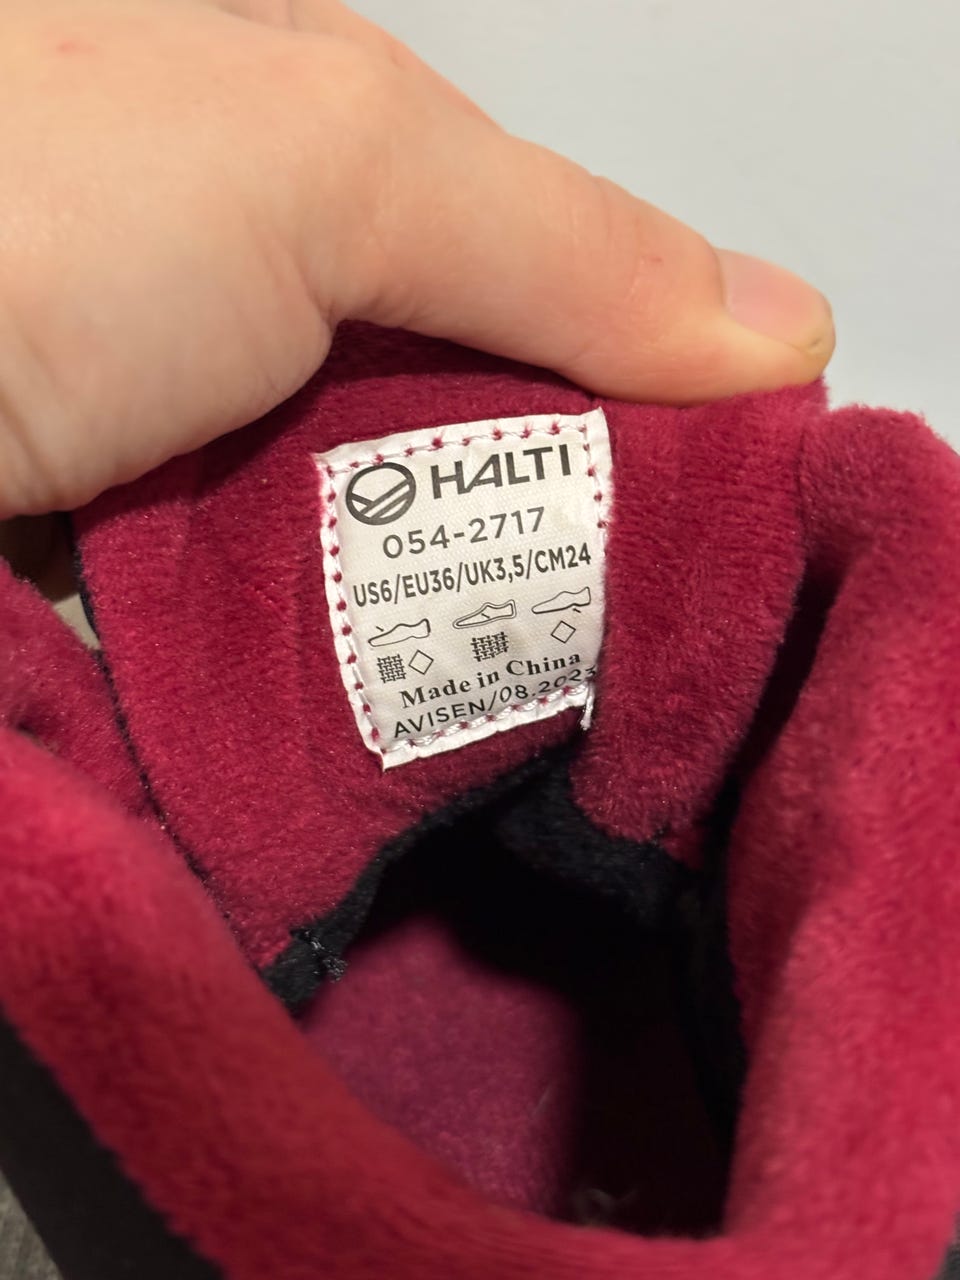 HALTI
054-2717
US6/EU36/UK3,5/CM24
Made in China
AVISEN/08.2023